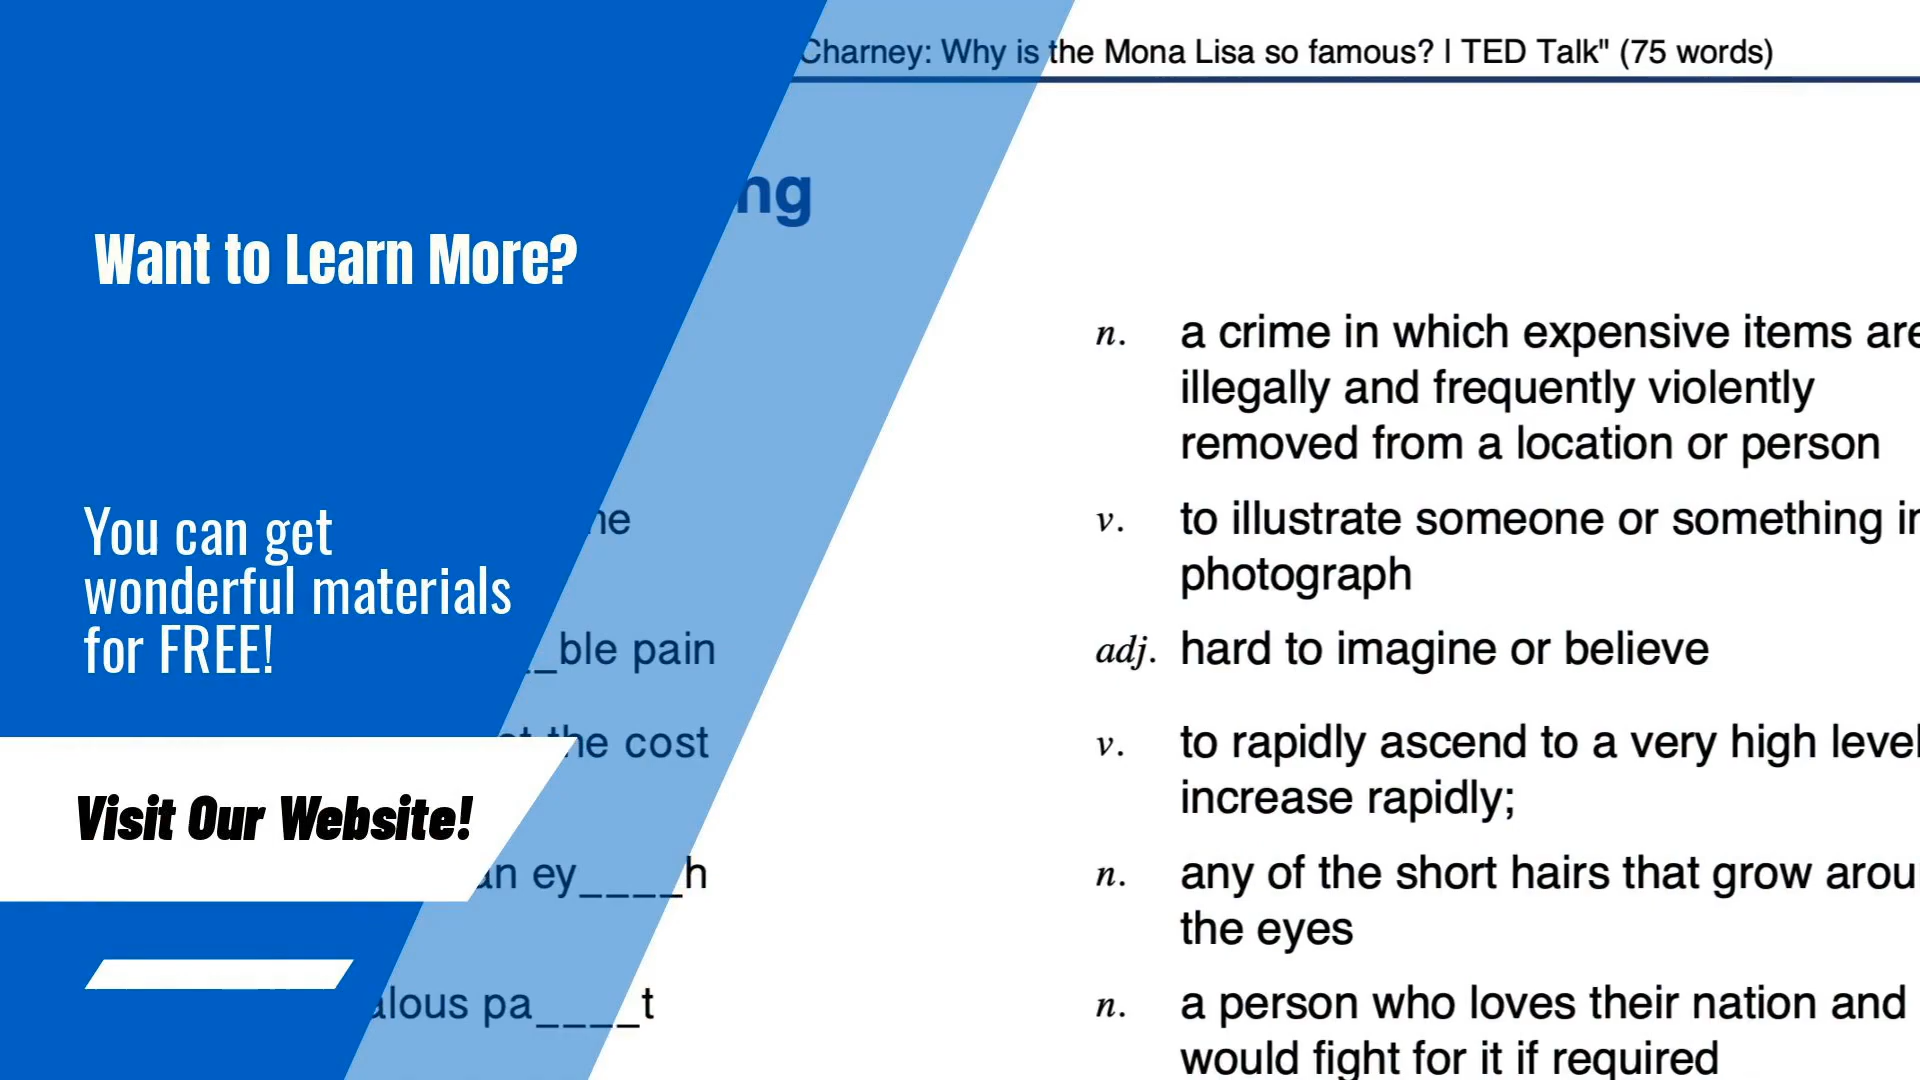 Charney: Why is the Mona Lisa so famous? | TED Talk" (75 words)
ng
Want to Learn More?
n. a crime in which expensive items are
illegally and frequently violently
removed from a location or person
You can get
wonderful materials
for FREE!
v. to illustrate someone or something in
photograph
_ble pain
adj. hard to imagine or believe
the cost
v. to rapidly ascend to a very high level
increase rapidly;
Visit Our Website!
an ey____h
n. any of the short hairs that grow arou
the eyes
alous pa____t
n. a person who loves their nation and
would fight for it if required